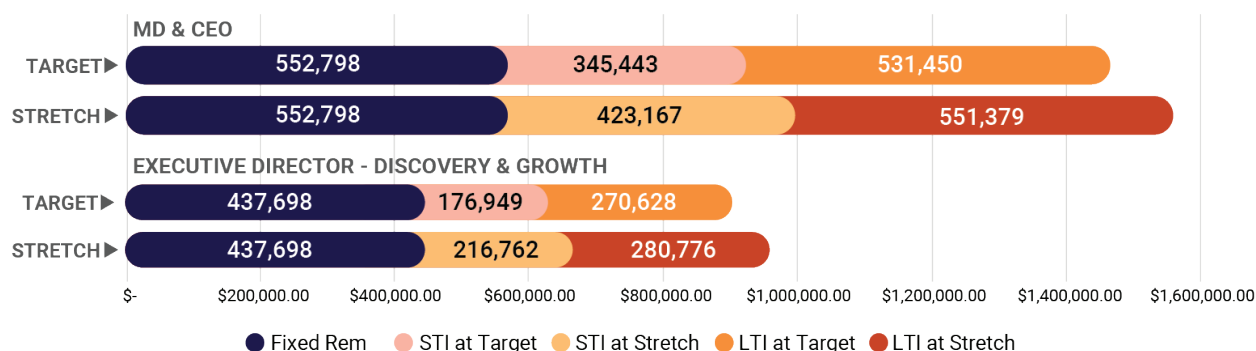 MD & CEO
TARGET 552,798 345,443 531,450
STRETCH 552,798 423,167 551,379
EXECUTIVE DIRECTOR - DISCOVERY & GROWTH
TARGET 437,698 176,949 270,628
STRETCH 437,698 216,762 280,776
$- $200,000.00 $400,000.00 $600,000.00 $800,000.00 $1,000,000.00 $1,200,000.00 $1,400,000.00 $1,600,000.00
Fixed Rem STI at Target STI at Stretch LTI at Target LTI at Stretch